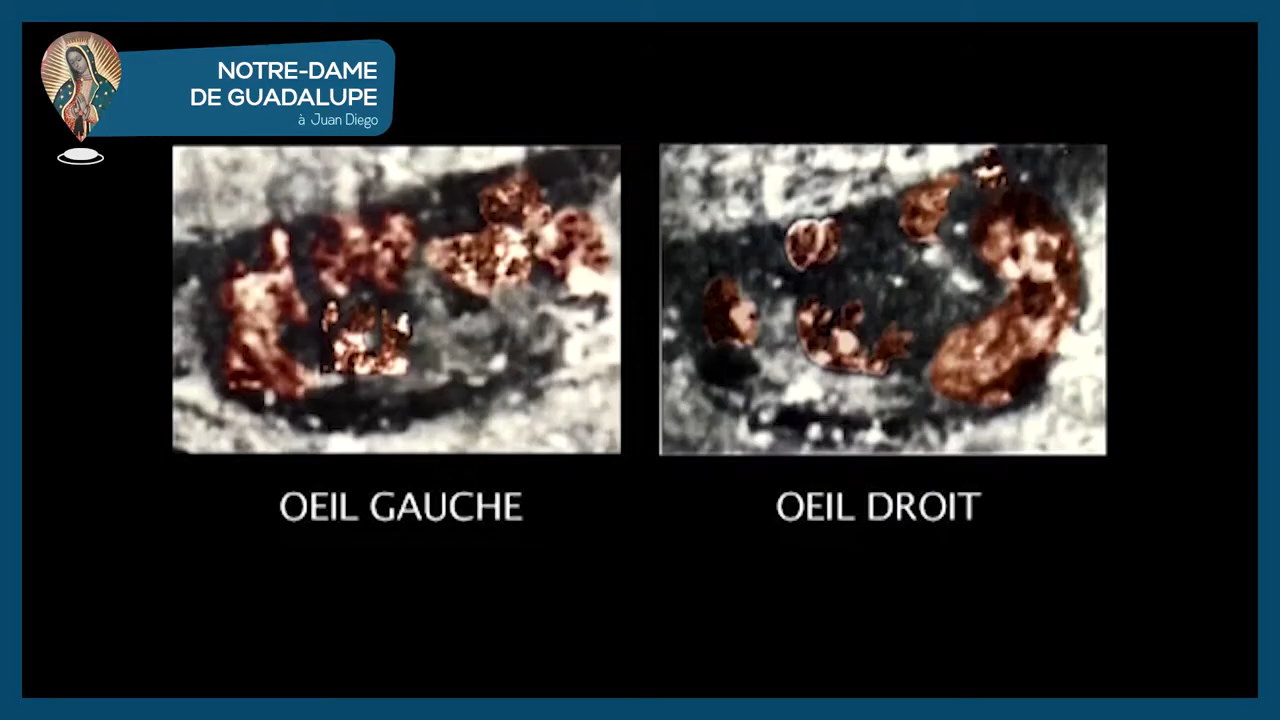 NOTRE-DAME
DE GUADALUPE
à Juan Diego
OEIL GAUCHE
OEIL DROIT